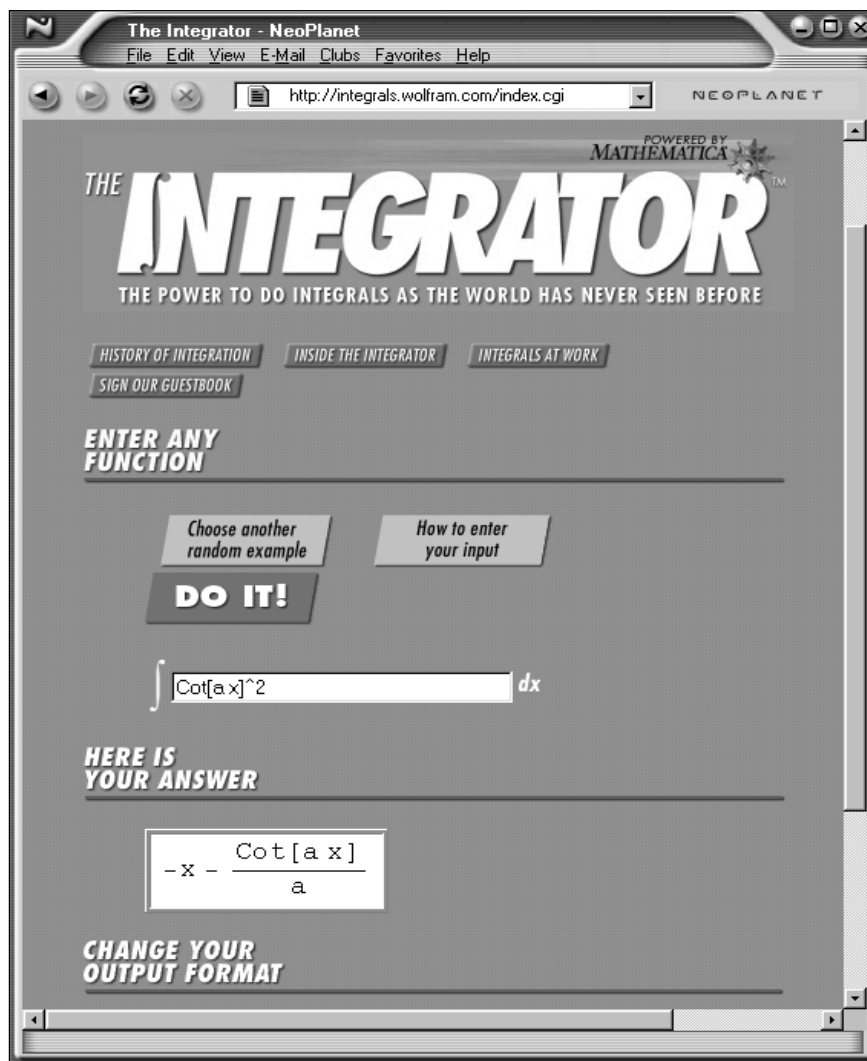 The Integrator - NeoPlanet
File Edit View E-Mail Clubs Favorites Help
http://integrals.wolfram.com/index.cgi
NEOPLANET
POWERED BY
MATHEMATICA
THE
INTEGRATOR
TM
THE POWER TO DO INTEGRALS AS THE WORLD HAS NEVER SEEN BEFORE
HISTORY OF INTEGRATION INSIDE THE INTEGRATOR INTEGRALS AT WORK
SIGN OUR GUESTBOOK
ENTER ANY
FUNCTION
Choose another
random example
How to enter
your input
DO IT!
∫ Cot[a x]^2 dx
HERE IS
YOUR ANSWER
-x - Cot[a x]
a
CHANGE YOUR
OUTPUT FORMAT